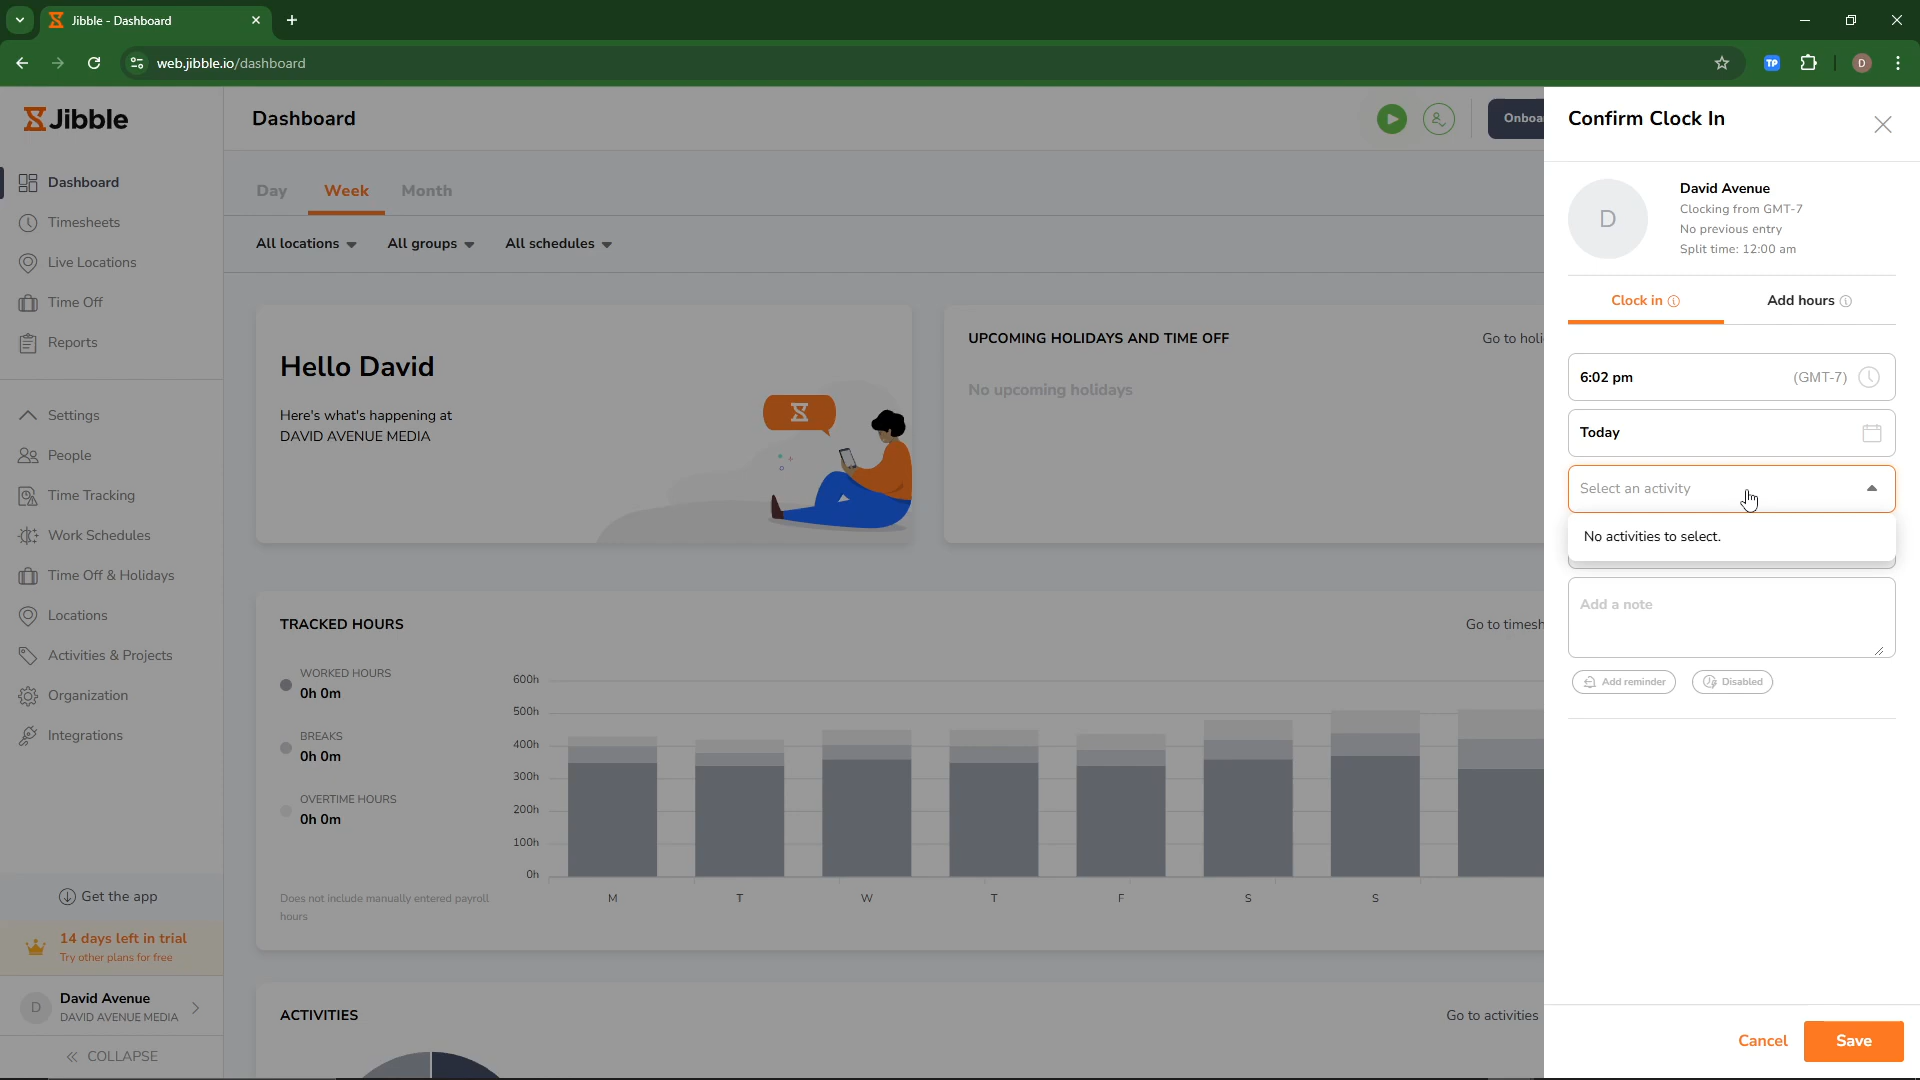 Jibble - Dashboard
web.jibble.io/dashboard
TP
D
Jibble
Dashboard
Timesheets
Live Locations
Time Off
Reports
Settings
People
Time Tracking
Work Schedules
Time Off & Holidays
Locations
Activities & Projects
Organization
Integrations
Get the app
14 days left in trial
Try other plans for free
D
David Avenue
DAVID AVENUE MEDIA
COLLAPSE
Dashboard
Onboa
Day
Week
Month
All locations
All groups
All schedules
Hello David
Here's what's happening at
DAVID AVENUE MEDIA
UPCOMING HOLIDAYS AND TIME OFF
Go to holi
No upcoming holidays
TRACKED HOURS
Go to timesh
WORKED HOURS
0h 0m
BREAKS
0h 0m
OVERTIME HOURS
0h 0m
Does not include manually entered payroll
hours
600h
500h
400h
300h
200h
100h
0h
M T W T F S S
ACTIVITIES
Go to activities
Confirm Clock In
D
David Avenue
Clocking from GMT-7
No previous entry
Split time: 12:00 am
Clock in
Add hours
6:02 pm
(GMT-7)
Today
Select an activity
No activities to select.
Add a note
Add reminder
Disabled
Cancel
Save